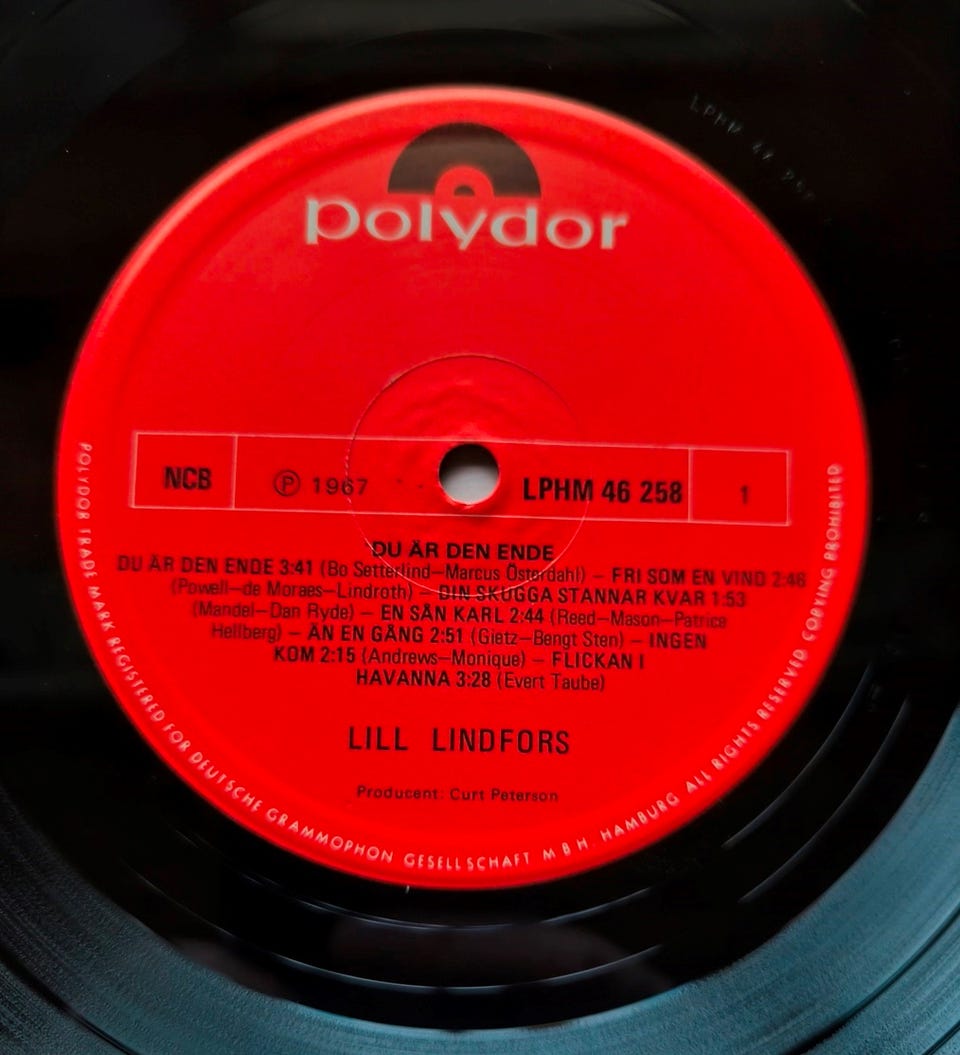 polydor
NCB
℗ 1967
LPHM 46 258
1
DU ÄR DEN ENDE
DU ÄR DEN ENDE 3:41 (Bo Setterlind–Marcus Österdahl) – FRI SOM EN VIND 2:46
(Powell–de Moraes–Lindroth) – DIN SKUGGA STANNAR KVAR 1:53
(Mandel–Dan Ryde) – EN SÅN KARL 2:44 (Reed–Mason–Patrice
Hellberg) – ÄN EN GÅNG 2:51 (Gietz–Bengt Sten) – INGEN
KOM 2:15 (Andrews–Monique) – FLICKAN I
HAVANNA 3:28 (Evert Taube)
LILL LINDFORS
Producent: Curt Peterson
POLYDOR TRADE MARK REGISTERED FOR DEUTSCHE GRAMMOPHON GESELLSCHAFT M B H. HAMBURG ALL RIGHTS RESERVED COPYING PROHIBITED
LPHM